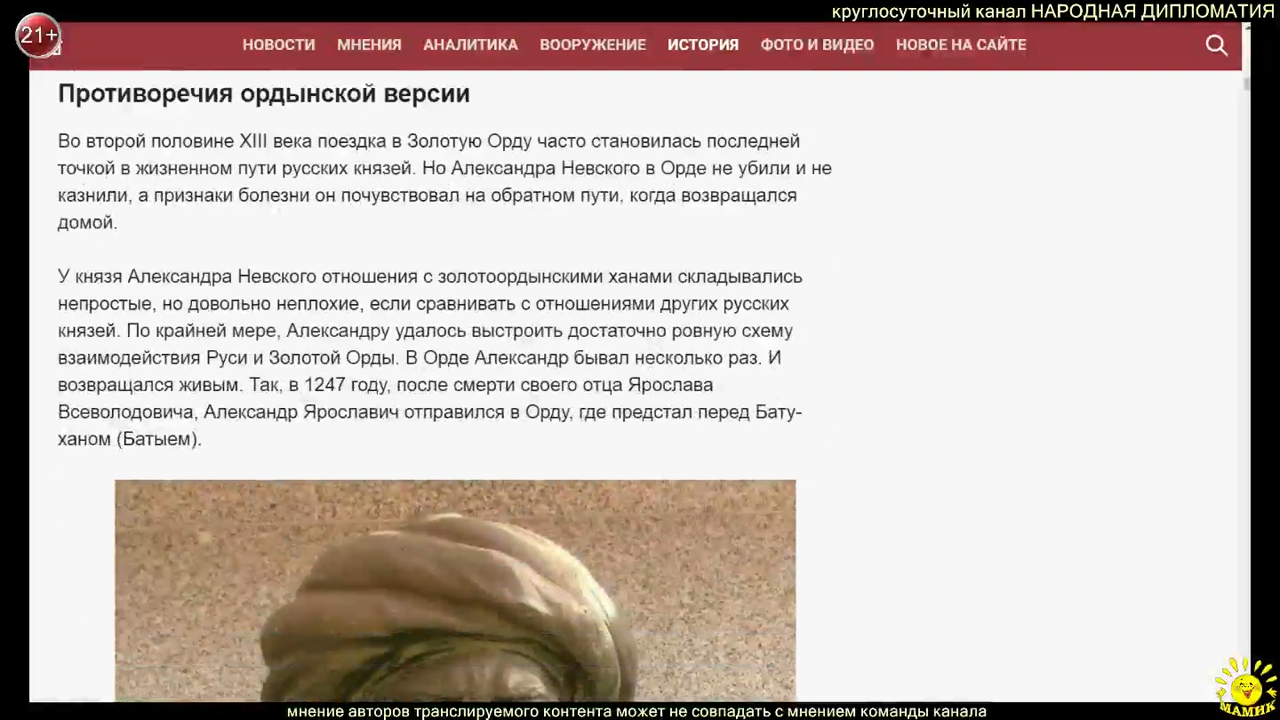 круглосуточный канал НАРОДНАЯ ДИПЛОМАТИЯ
21+
НОВОСТИ МНЕНИЯ АНАЛИТИКА ВООРУЖЕНИЕ ИСТОРИЯ ФОТО И ВИДЕО НОВОЕ НА САЙТЕ
Противоречия ордынской версии
Во второй половине XIII века поездка в Золотую Орду часто становилась последней
точкой в жизненном пути русских князей. Но Александра Невского в Орде не убили и не
казнили, а признаки болезни он почувствовал на обратном пути, когда возвращался
домой.
У князя Александра Невского отношения с золотоордынскими ханами складывались
непростые, но довольно неплохие, если сравнивать с отношениями других русских
князей. По крайней мере, Александру удалось выстроить достаточно ровную схему
взаимодействия Руси и Золотой Орды. В Орде Александр бывал несколько раз. И
возвращался живым. Так, в 1247 году, после смерти своего отца Ярослава
Всеволодовича, Александр Ярославич отправился в Орду, где предстал перед Бату-
ханом (Батыем).
МАМИК
мнение авторов транслируемого контента может не совпадать с мнением команды канала